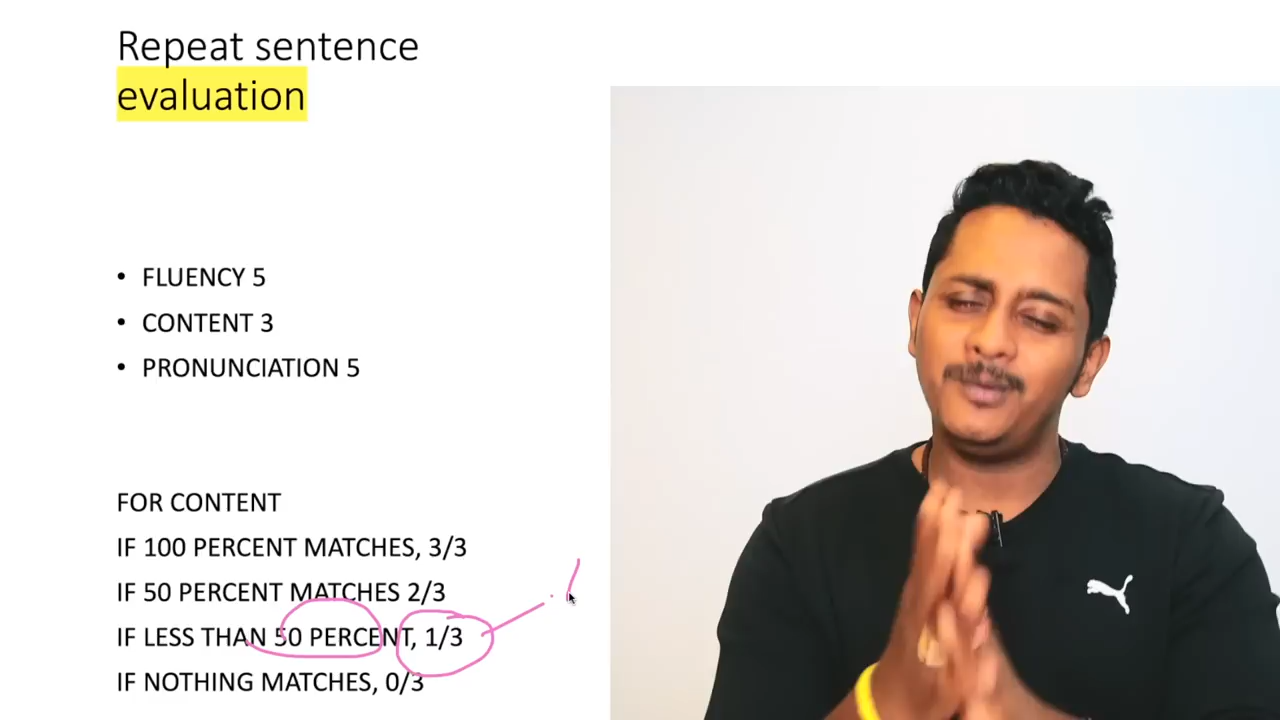 Repeat sentence
evaluation
• FLUENCY 5
• CONTENT 3
• PRONUNCIATION 5
FOR CONTENT
IF 100 PERCENT MATCHES, 3/3
IF 50 PERCENT MATCHES 2/3
IF LESS THAN 50 PERCENT, 1/3
IF NOTHING MATCHES, 0/3